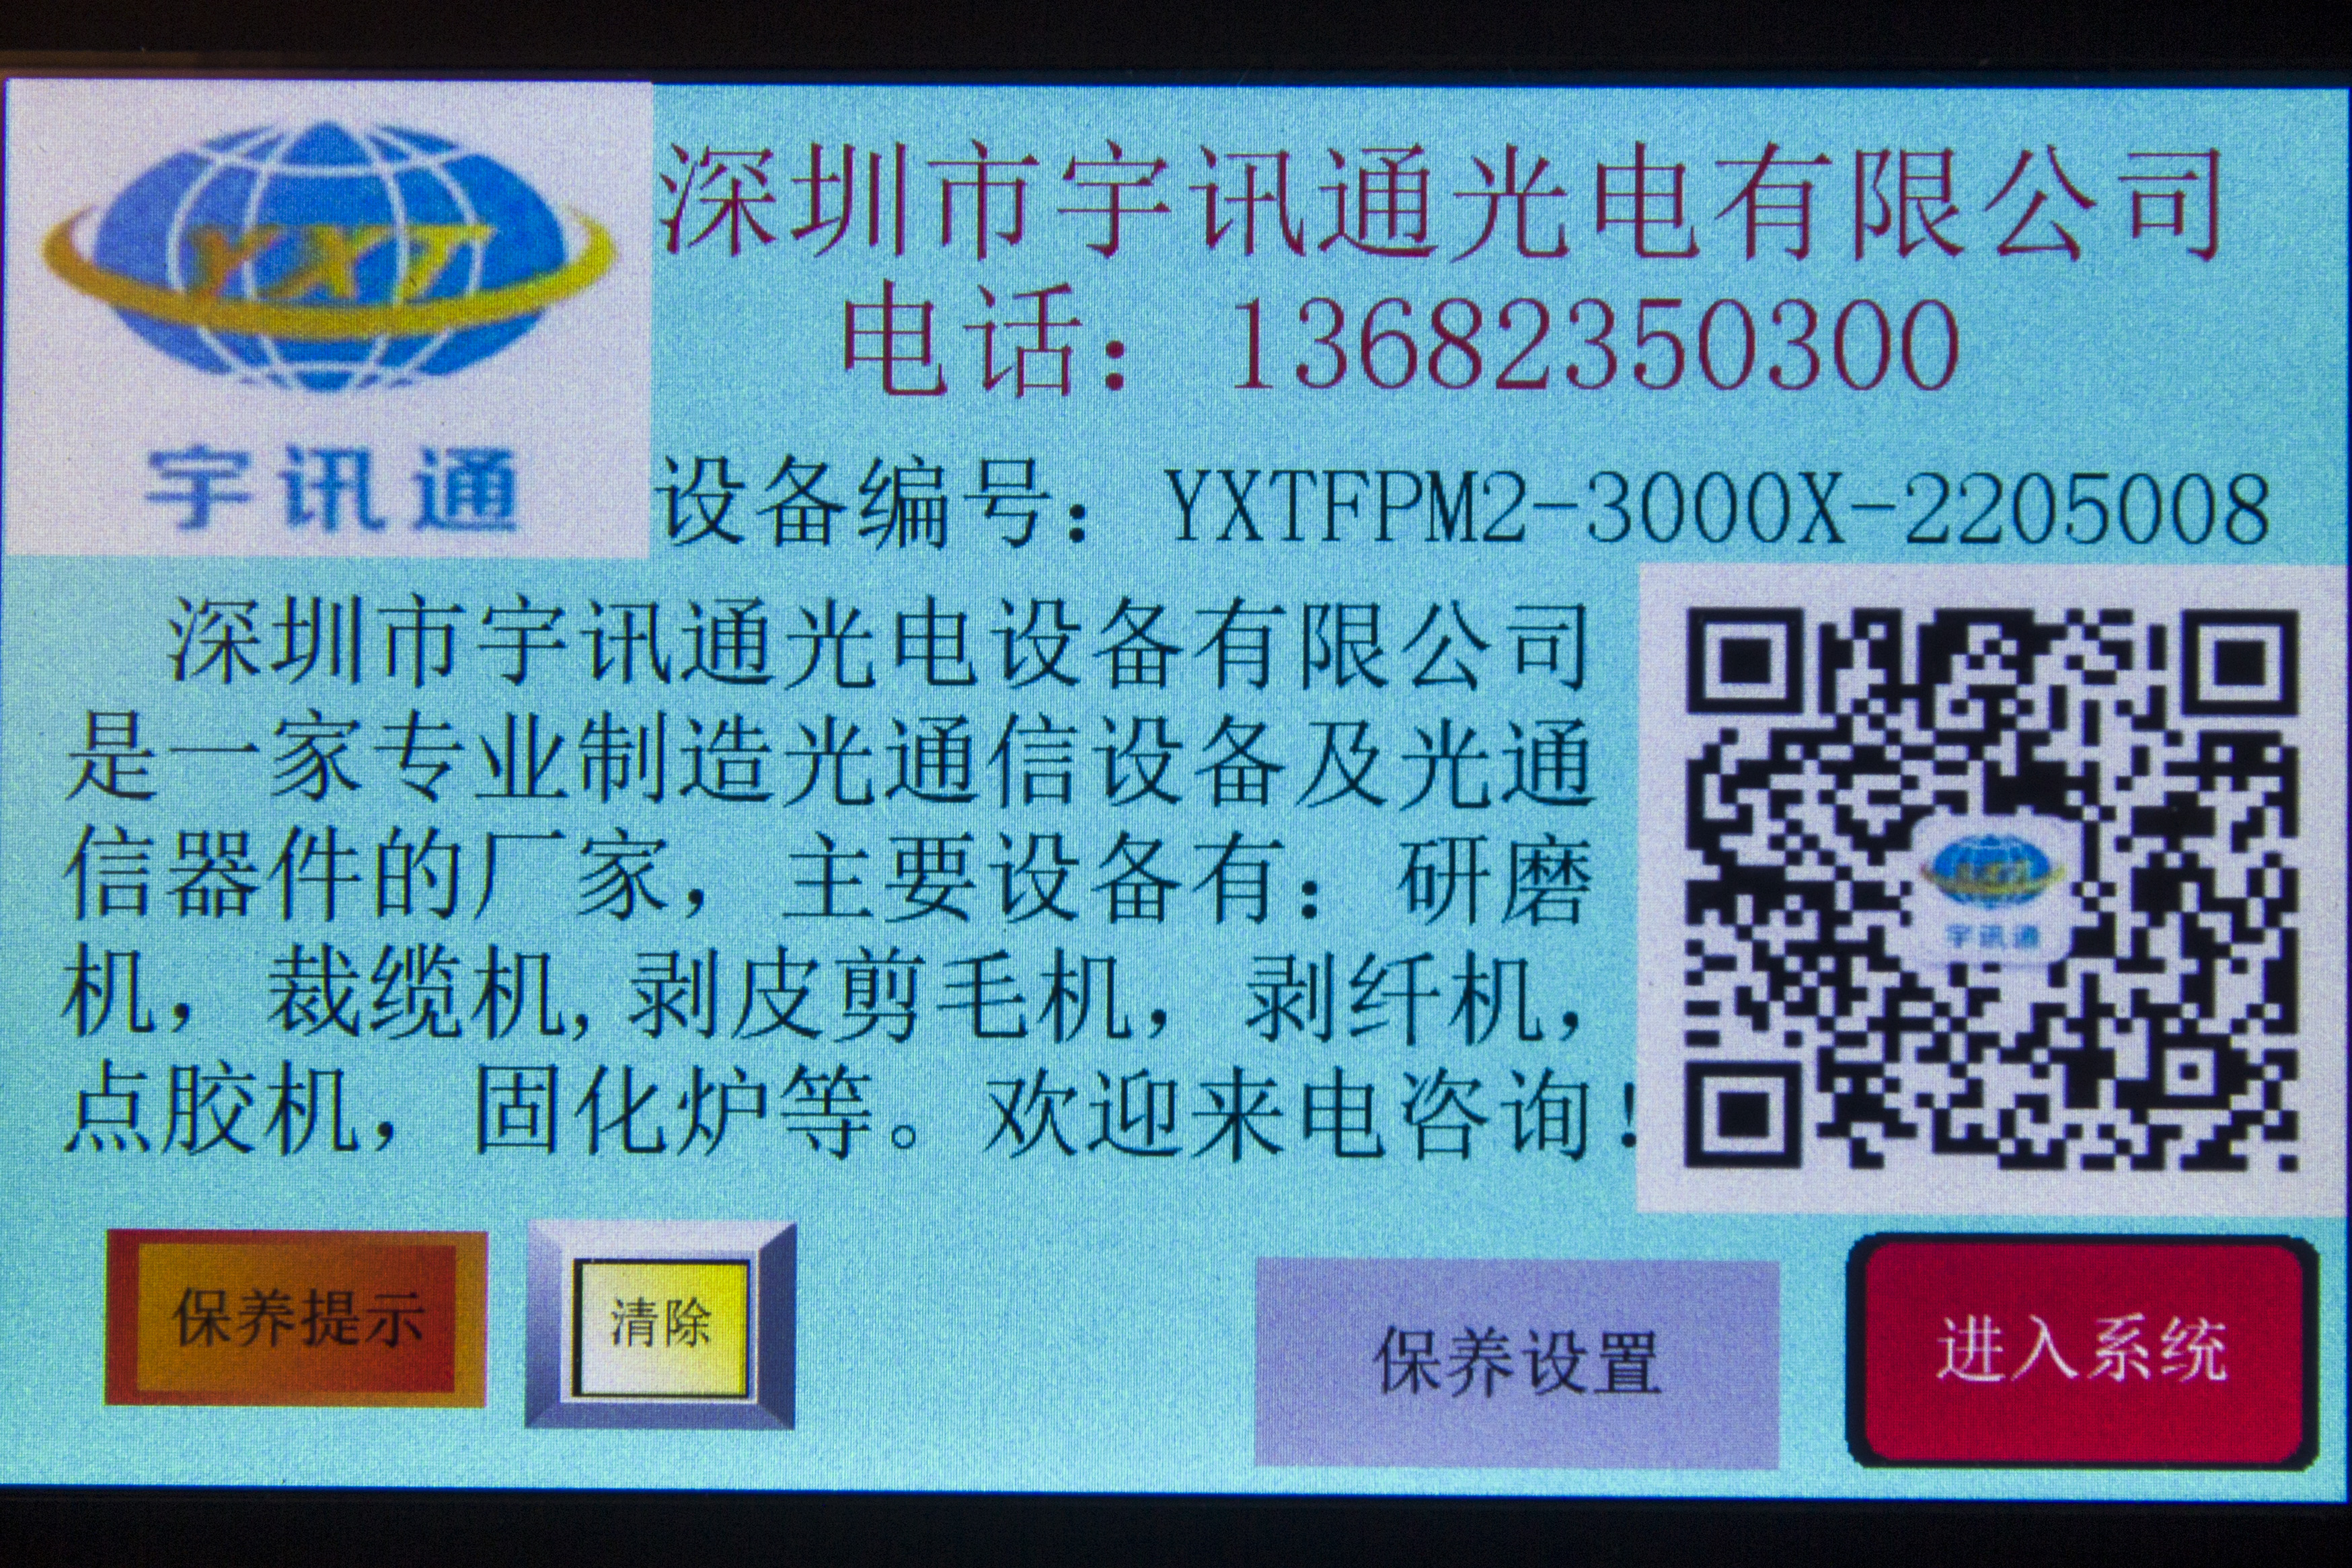 YXT
宇讯通
深圳市宇讯通光电有限公司
电话：13682350300
设备编号：YXTFPM2-3000X-2205008
深圳市宇讯通光电设备有限公司
是一家专业制造光通信设备及光通
信器件的厂家，主要设备有：研磨
机，裁缆机,剥皮剪毛机，剥纤机，
点胶机，固化炉等。欢迎来电咨询！
宇讯通
保养提示
清除
保养设置
进入系统